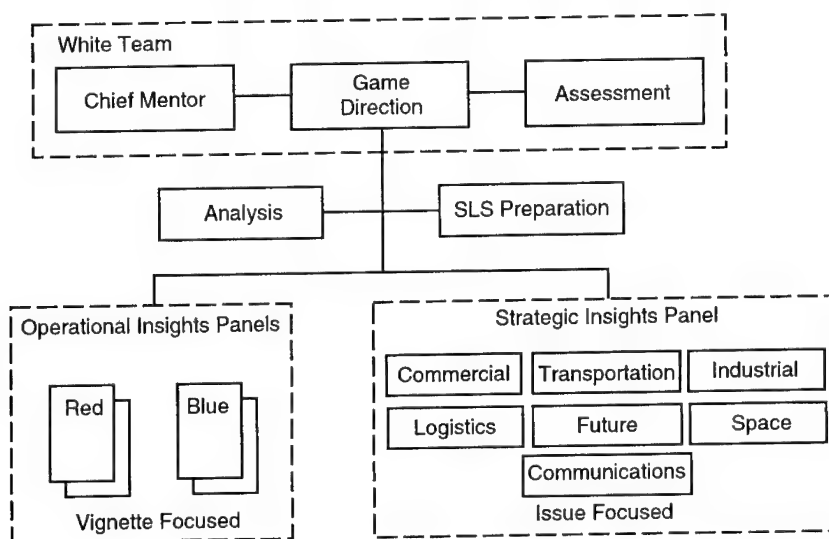 White Team
Chief Mentor
Game
Direction
Assessment
Analysis
SLS Preparation
Operational Insights Panels
Red
Blue
Vignette Focused
Strategic Insights Panel
Commercial
Transportation
Industrial
Logistics
Future
Space
Communications
Issue Focused